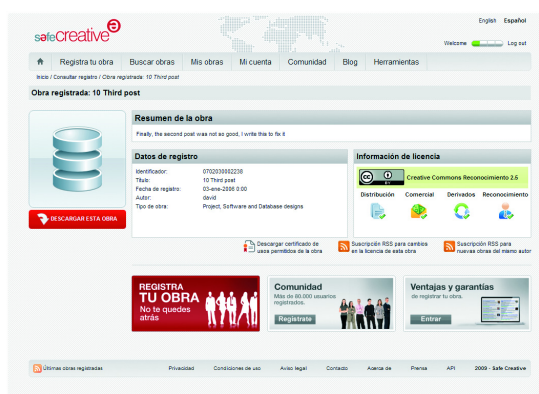 English Español
safecreative
Welcome Log out
Registra tu obra Buscar obras Mis obras Mi cuenta Comunidad Blog Herramientas
Inicio / Consultar registro / Obra registrada: 10 Third post
Obra registrada: 10 Third post
Resumen de la obra
Finally, the second post was not so good, I write this to fix it
Datos de registro
Identificador: 0702030002238
Título: 10 Third post
Fecha de registro: 03-ene-2006 0:00
Autor: david
Tipo de obra: Project, Software and Database designs
Información de licencia
cc BY Creative Commons Reconocimiento 2.5
Distribución Comercial Derivados Reconocimiento
DESCARGAR ESTA OBRA
Descargar certificado de
usos permitidos de la obra
Suscripción RSS para cambios
en la licencia de esta obra
Suscripción RSS para
nuevas obras del mismo autor
REGISTRA
TU OBRA
No te quedes
atrás
Comunidad
Más de 80.000 usuarios
registrados.
Regístrate
Ventajas y garantías
de registrar tu obra.
Entrar
Últimas obras registradas Privacidad Condiciones de uso Aviso legal Contacto Acerca de Prensa API 2009 - Safe Creative